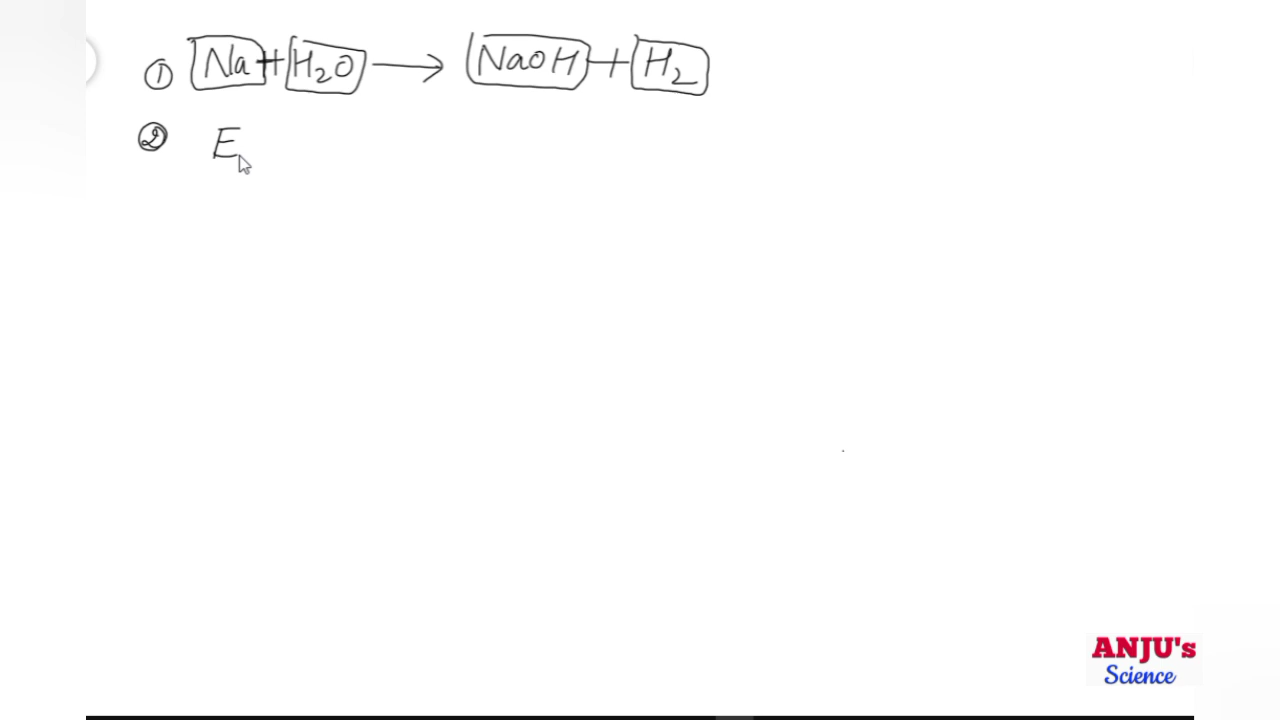 ① Na + H₂O ⟶ NaOH + H₂
② E
ANJU's
Science